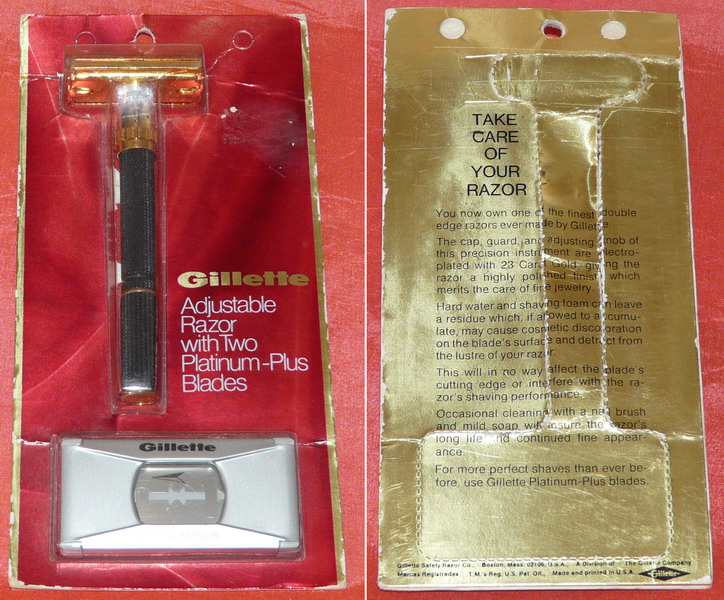 Gillette
Adjustable
Razor
with Two
Platinum-Plus
Blades
Gillette
PLUS
TAKE
CARE
OF
YOUR
RAZOR
You now own one of the finest double
edge razors ever made by Gillette.
The cap, guard, and adjusting knob of
this precision instrument are electro-
plated with 23 Carat Gold, giving the
razor a highly polished finish which
merits the care of fine jewelry.
Hard water and shaving foam can leave
a residue which, if allowed to accumu-
late, may cause cosmetic discoloration
on the blade's surface and detract from
the lustre of your razor.
This will in no way affect the blade's
cutting edge or interfere with the ra-
zor's shaving performance.
Occasional cleaning with a nail brush
and mild soap will insure the razor's
long life and continued fine appear-
ance.
For more perfect shaves than ever be-
fore, use Gillette Platinum-Plus blades.
Gillette Safety Razor Co., Boston, Mass. 02106, U.S.A., A Division of The Gillette Company
Marcas Registradas. T.M.'s Reg. U.S. Pat. Off., Made and printed in U.S.A. Gillette